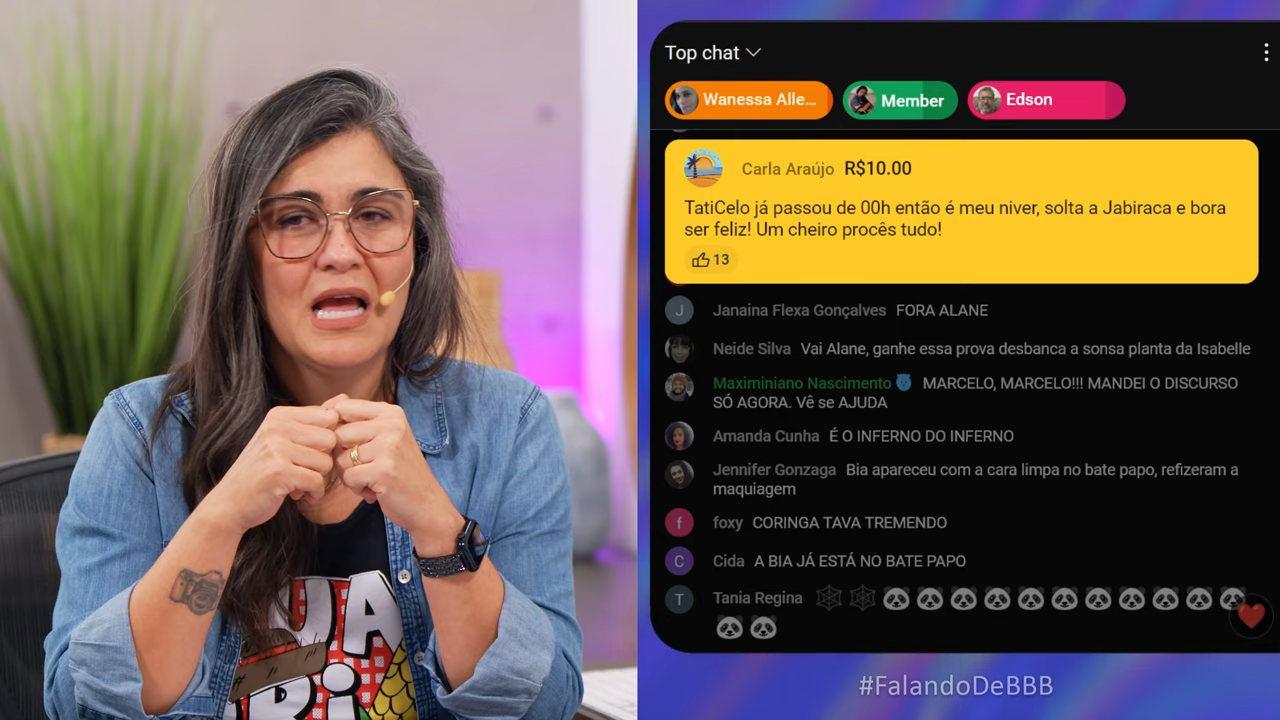 Top chat
Wanessa Alle...
Member
Edson
Carla Araújo R$10.00
TatiCelo já passou de 00h então é meu niver, solta a Jabiraca e bora
ser feliz! Um cheiro procês tudo!
13
J Janaina Flexa Gonçalves FORA ALANE
Neide Silva Vai Alane, ganhe essa prova desbanca a sonsa planta da Isabelle
Maximiniano Nascimento MARCELO, MARCELO!!! MANDEI O DISCURSO
SÓ AGORA. Vê se AJUDA
Amanda Cunha É O INFERNO DO INFERNO
Jennifer Gonzaga Bia apareceu com a cara limpa no bate papo, refizeram a
maquiagem
f foxy CORINGA TAVA TREMENDO
C Cida A BIA JÁ ESTÁ NO BATE PAPO
T Tania Regina
#FalandoDeBBB